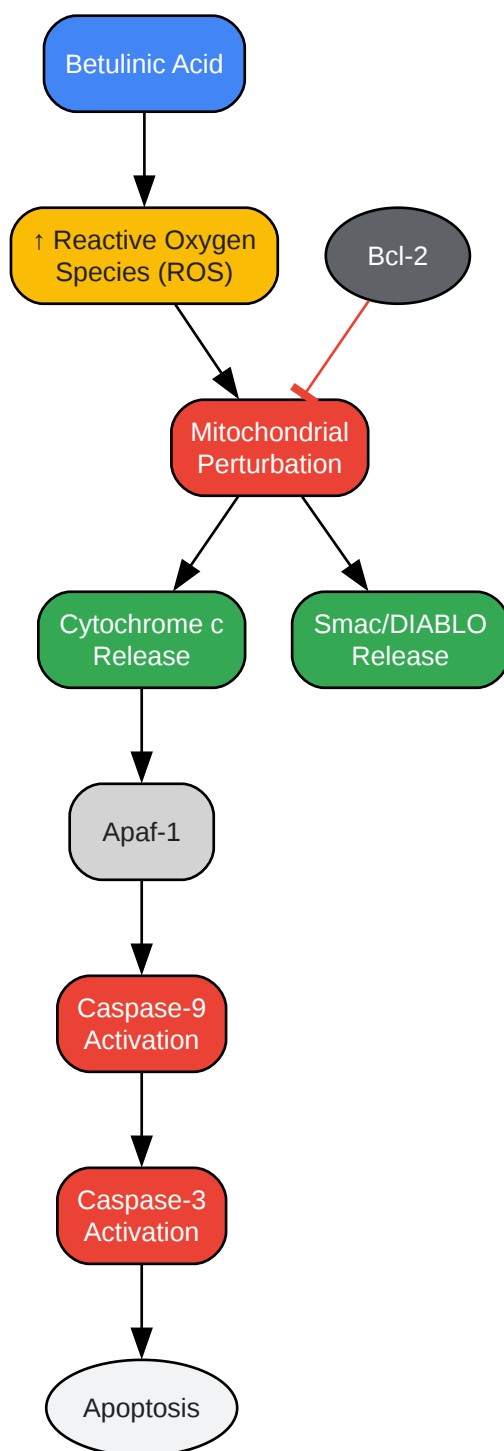 Betulinic Acid
↑ Reactive Oxygen
Species (ROS)
Bcl-2
Mitochondrial
Perturbation
Cytochrome c
Release
Smac/DIABLO
Release
Apaf-1
Caspase-9
Activation
Caspase-3
Activation
Apoptosis